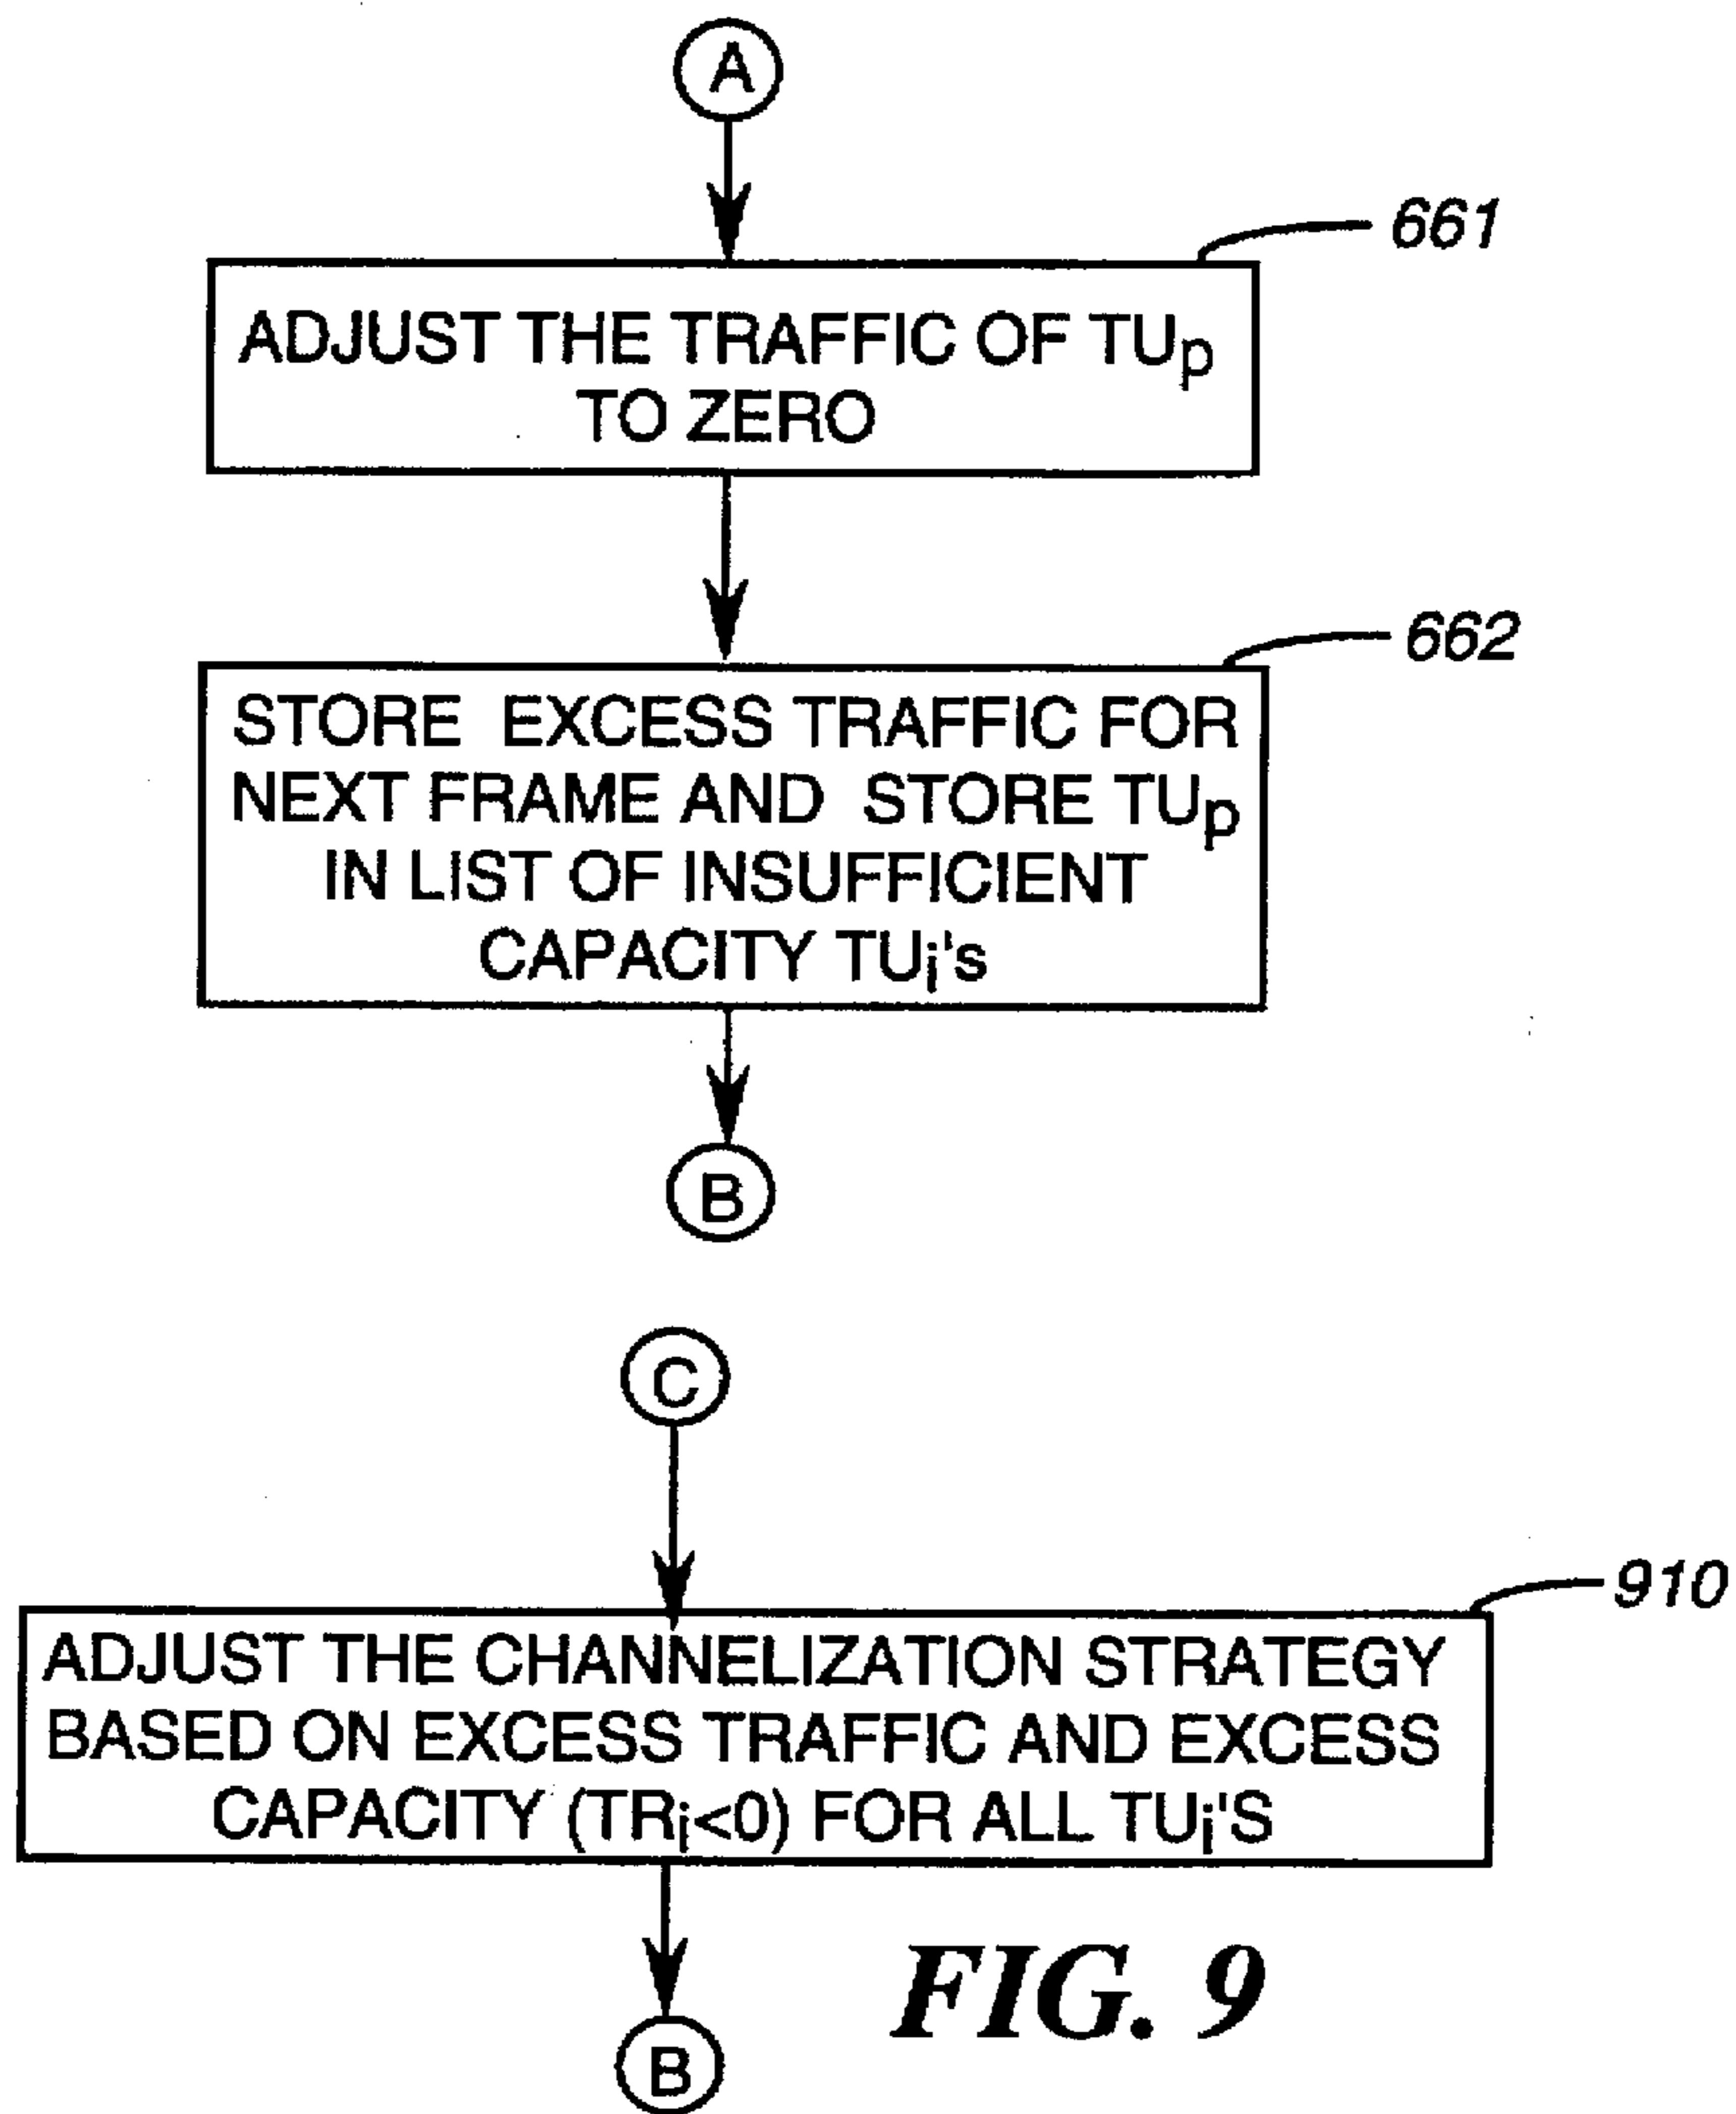 A
661
ADJUST THE TRAFFIC OF TUp
TO ZERO
662
STORE EXCESS TRAFFIC FOR
NEXT FRAME AND STORE TUp
IN LIST OF INSUFFICIENT
CAPACITY TUi's
B
C
910
ADJUST THE CHANNELIZATION STRATEGY
BASED ON EXCESS TRAFFIC AND EXCESS
CAPACITY (TRi<0) FOR ALL TUi'S
B
FIG. 9